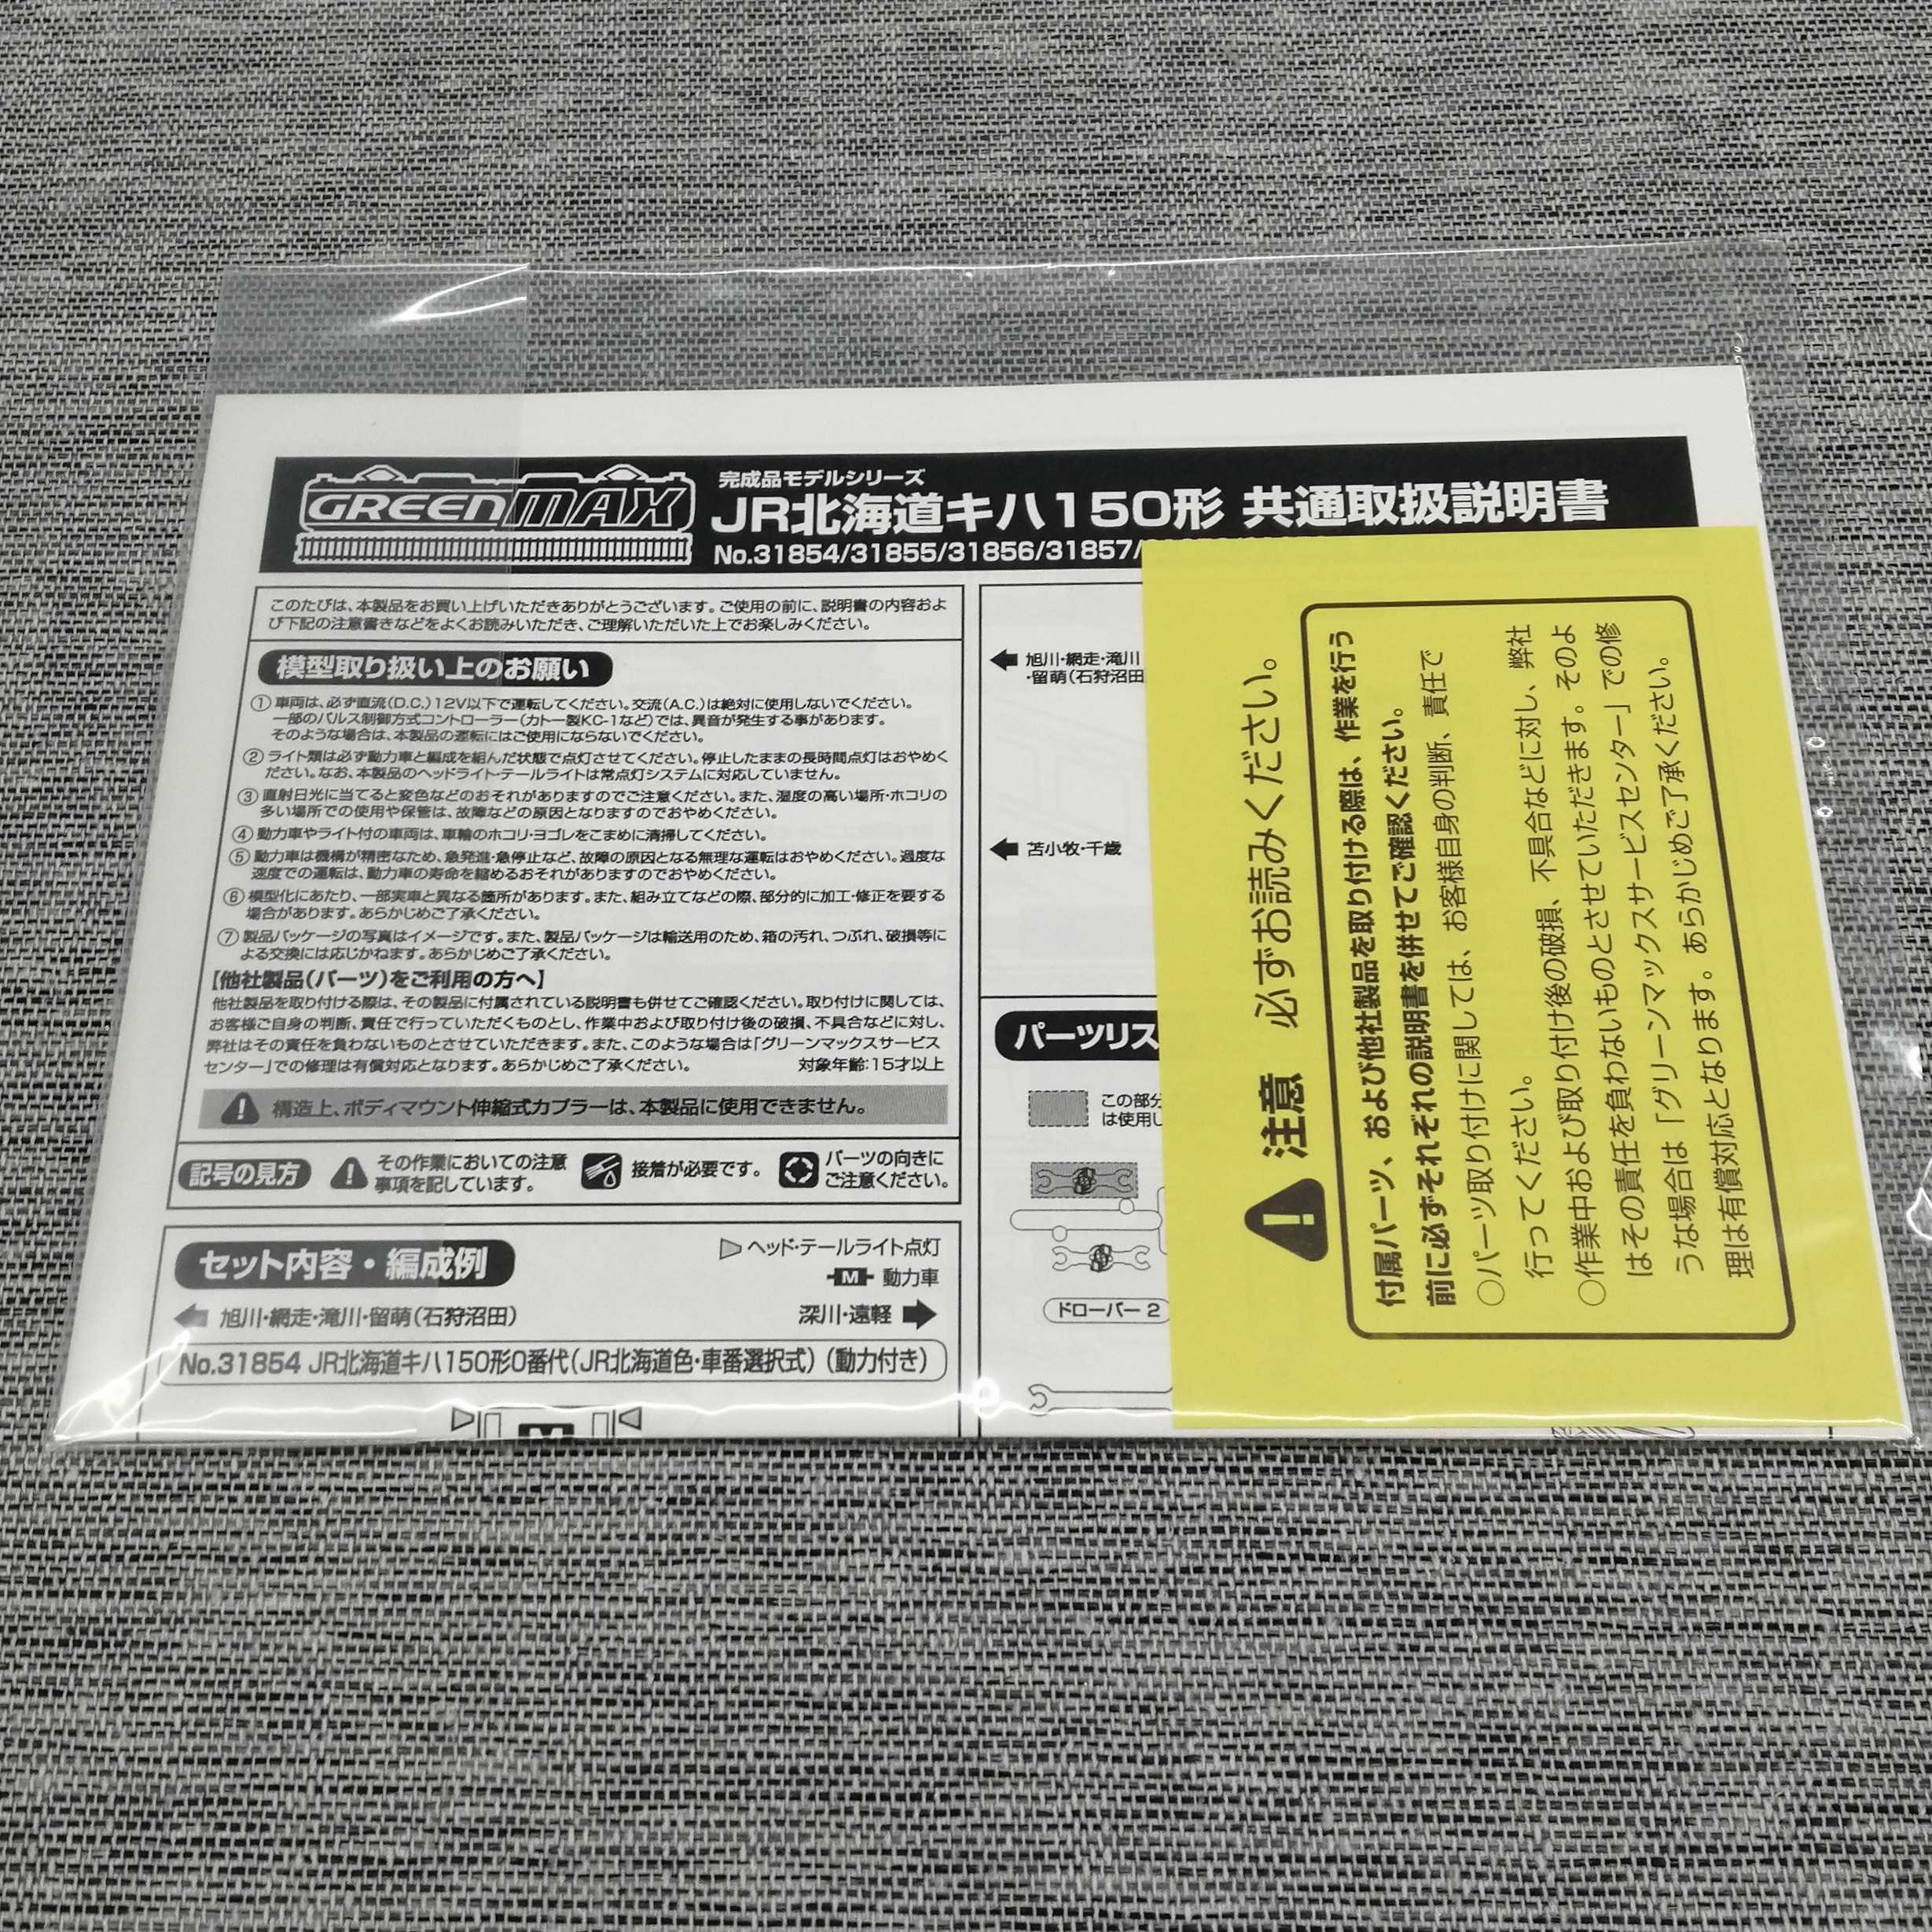 GREENMAX
完成品モデルシリーズ
JR北海道キハ150形 共通取扱説明書
No.31854/31855/31856/31857/
このたびは、本製品をお買い上げいただきありがとうございます。ご使用の前に、説明書の内容およ
び下記の注意書きなどをよくお読みいただき、ご理解いただいた上でお楽しみください。
模型取り扱い上のお願い
① 車両は、必ず直流(D.C.)12V以下で運転してください。交流(A.C.)は絶対に使用しないでください。
一部のパルス制御方式コントローラー(カトー製KC-1など)では、異音が発生する事があります。
そのような場合は、本製品の運転にはご使用にならないでください。
② ライト類は必ず動力車と編成を組んだ状態で点灯させてください。停止したままの長時間点灯はおやめく
ださい。なお、本製品のヘッドライト・テールライトは常点灯システムに対応していません。
③ 直射日光に当てると変色などのおそれがありますのでご注意ください。また、湿度の高い場所・ホコリの
多い場所での使用や保管は、故障などの原因となりますのでおやめください。
④ 動力車やライト付の車両は、車輪のホコリ・ヨゴレをこまめに清掃してください。
⑤ 動力車は機構が精密なため、急発進・急停止など、故障の原因となる無理な運転はおやめください。過度な
速度での運転は、動力車の寿命を縮めるおそれがありますのでおやめください。
⑥ 模型化にあたり、一部実車と異なる箇所があります。また、組み立てなどの際、部分的に加工・修正を要する
場合があります。あらかじめご了承ください。
⑦ 製品パッケージの写真はイメージです。また、製品パッケージは輸送用のため、箱の汚れ、つぶれ、破損等に
よる交換には応じかねます。あらかじめご了承ください。
【他社製品(パーツ)をご利用の方へ】
他社製品を取り付ける際は、その製品に付属されている説明書も併せてご確認ください。取り付けに関しては、
お客様ご自身の判断、責任で行っていただくものとし、作業中および取り付け後の破損、不具合などに対し、
弊社はその責任を負わないものとさせていただきます。また、このような場合は「グリーンマックスサービス
センター」での修理は有償対応となります。あらかじめご了承ください。 対象年齢:15才以上
構造上、ボディマウント伸縮式カプラーは、本製品に使用できません。
記号の見方
その作業においての注意
事項を記しています。
接着が必要です。
パーツの向きに
ご注意ください。
セット内容・編成例
ヘッド・テールライト点灯
M 動力車
旭川・網走・滝川・留萌(石狩沼田)
深川・遠軽
No.31854 JR北海道キハ150形0番代(JR北海道色・車番選択式)(動力付き)
M
旭川・網走・滝川
・留萌(石狩沼田
苫小牧・千歳
パーツリス
この部分
は使用し
ドローバー 2
注意 必ずお読みください。
付属パーツ、および他社製品を取り付ける際は、作業を行う
前に必ずそれぞれの説明書を併せてご確認ください。
○パーツ取り付けに関しては、お客様自身の判断、責任で
行ってください。
○作業中および取り付け後の破損、不具合などに対し、弊社
はその責任を負わないものとさせていただきます。そのよ
うな場合は「グリーンマックスサービスセンター」での修
理は有償対応となります。あらかじめご了承ください。